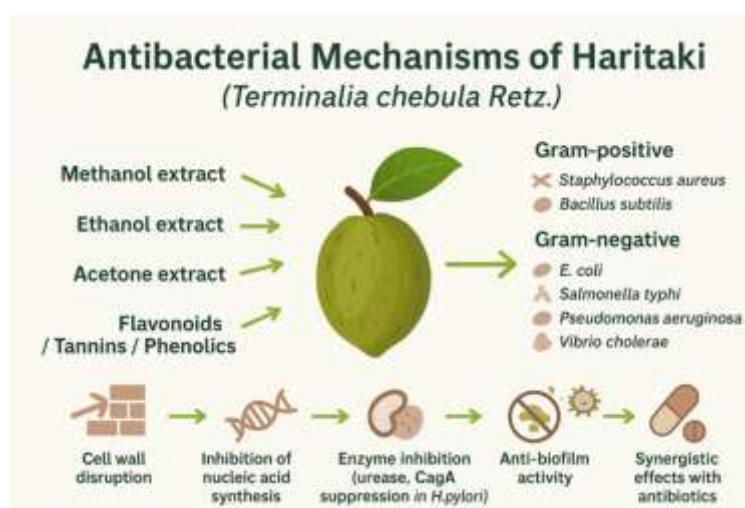 Antibacterial Mechanisms of Haritaki
(Terminalia chebula Retz.)
Methanol extract
Ethanol extract
Acetone extract
Flavonoids
/ Tannins / Phenolics
Gram-positive
Staphylococcus aureus
Bacillus subtilis
Gram-negative
E. coli
Salmonella typhi
Pseudomonas aeruginosa
Vibrio cholerae
Cell wall
disruption
Inhibition of
nucleic acid
synthesis
Enzyme inhibition
(urease, CagA
suppression in H.pylori)
Anti-biofilm
activity
Synergistic
effects with
antibiotics